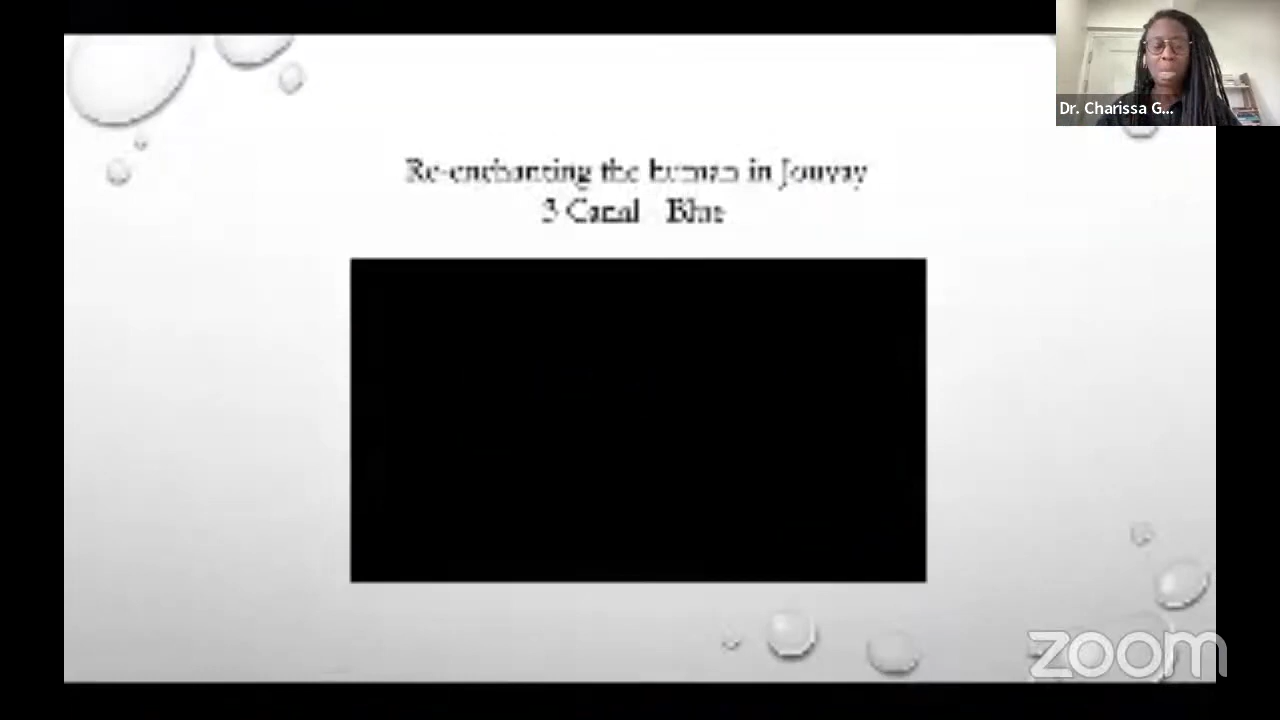 Dr. Charissa G...
Re-enchanting the human in Jouvay
3 Canal - Blue
zoom